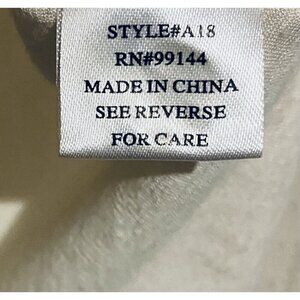 STYLE#A18
RN#99144
MADE IN CHINA
SEE REVERSE
FOR CARE